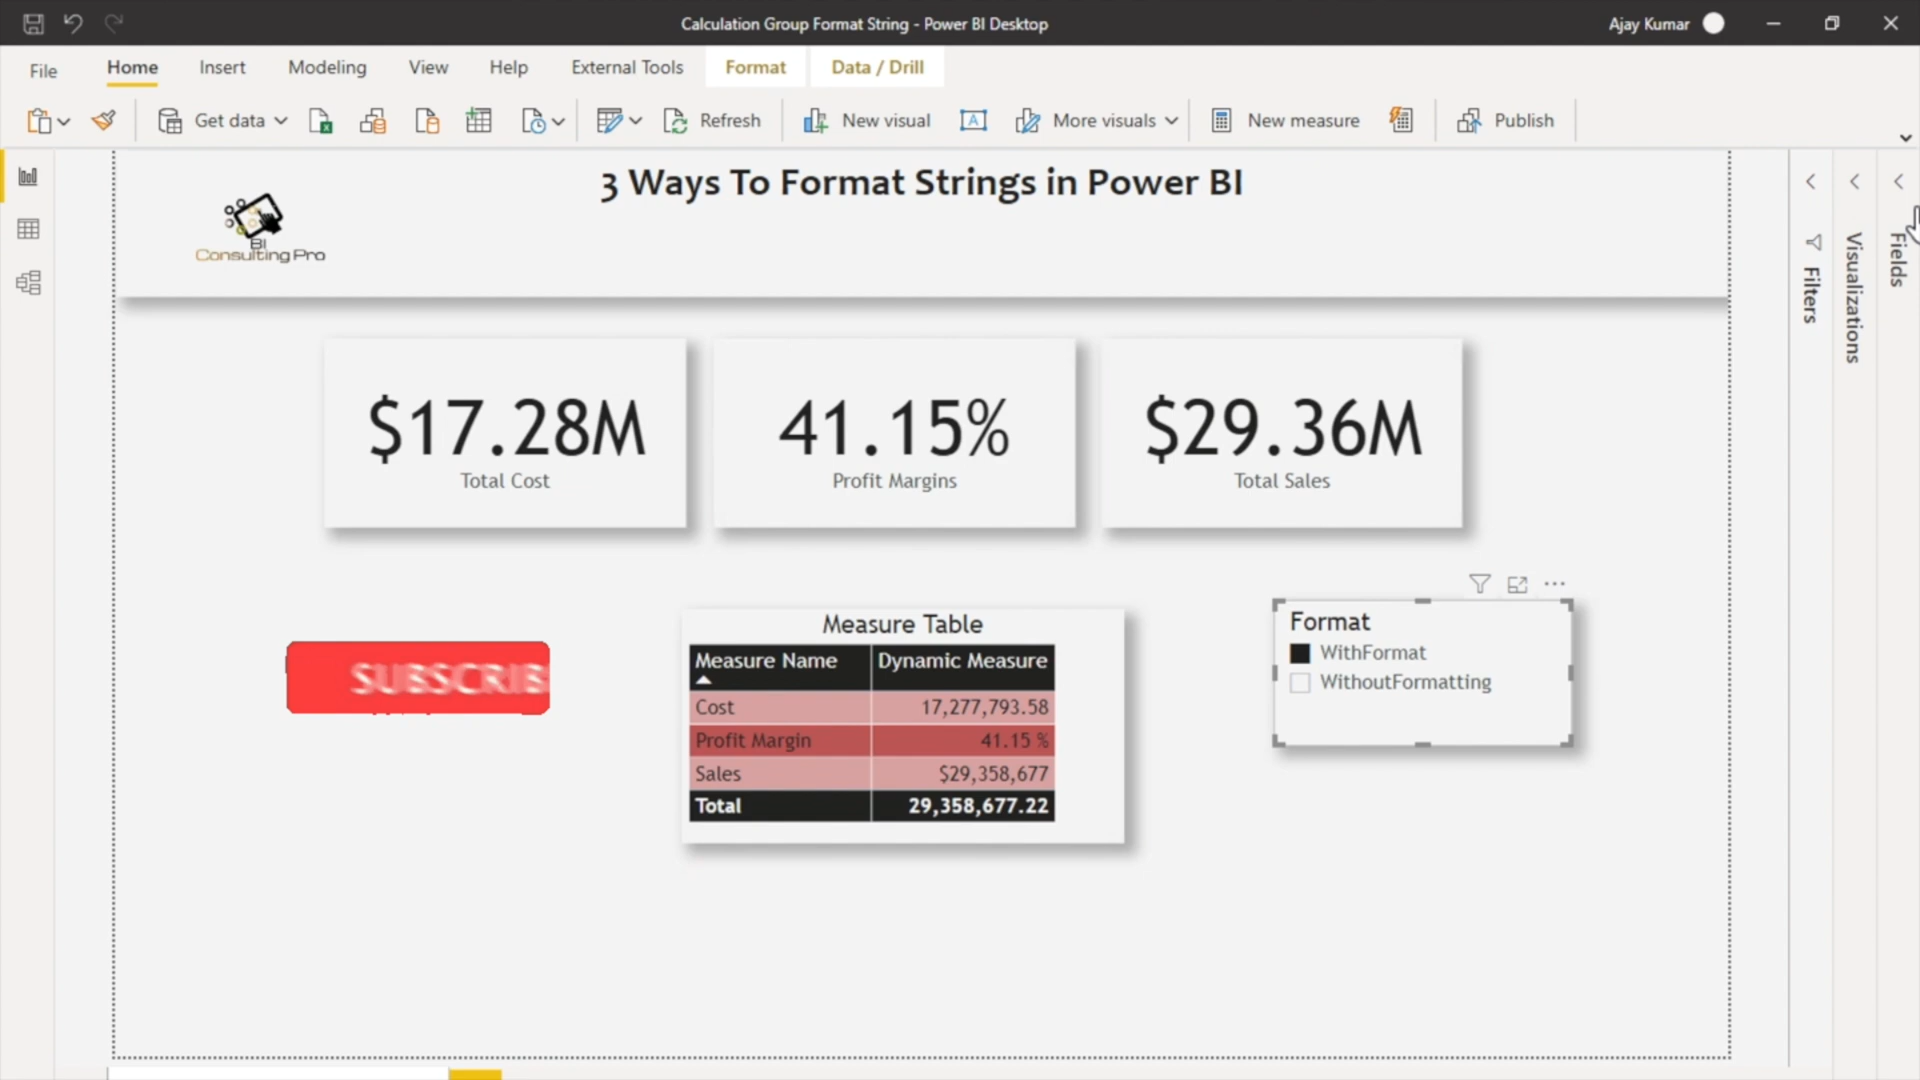 Calculation Group Format String - Power BI Desktop
Ajay Kumar
File
Home
Insert
Modeling
View
Help
External Tools
Format
Data / Drill
Get data
Refresh
New visual
More visuals
New measure
Publish
3 Ways To Format Strings in Power BI
BI
Consulting Pro
Filters
Visualizations
Fields
$17.28M
Total Cost
41.15%
Profit Margins
$29.36M
Total Sales
SUBSCRIB
Measure Table
Measure Name Dynamic Measure
Cost 17,277,793.58
Profit Margin 41.15 %
Sales $29,358,677
Total 29,358,677.22
Format
WithFormat
WithoutFormatting